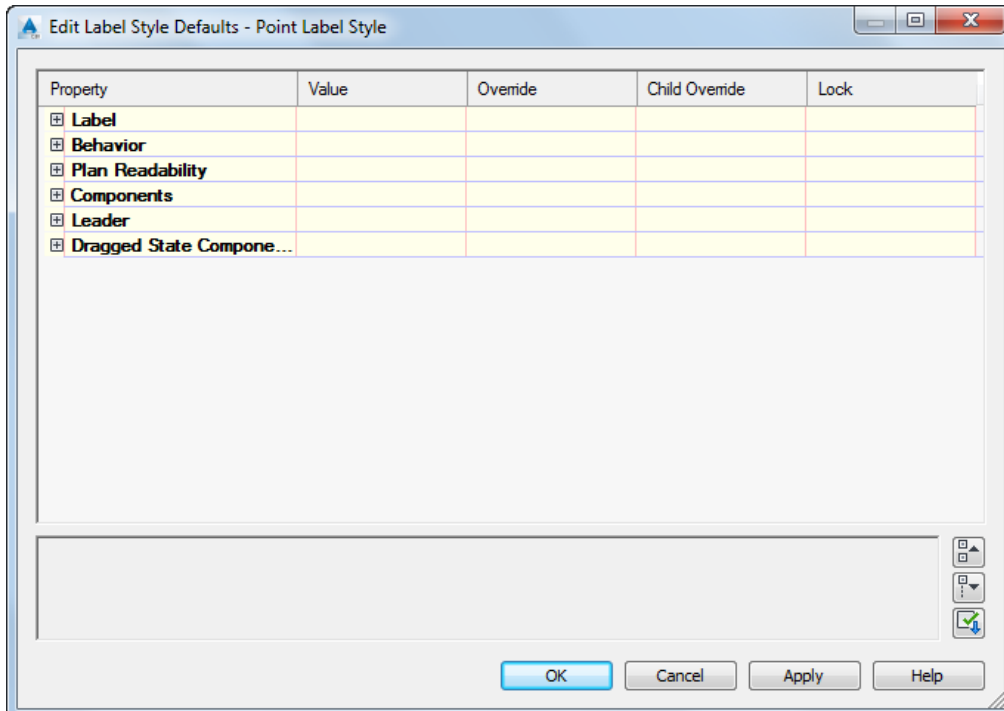 Edit Label Style Defaults - Point Label Style
Property Value Override Child Override Lock
Label
Behavior
Plan Readability
Components
Leader
Dragged State Compone...
OK Cancel Apply Help